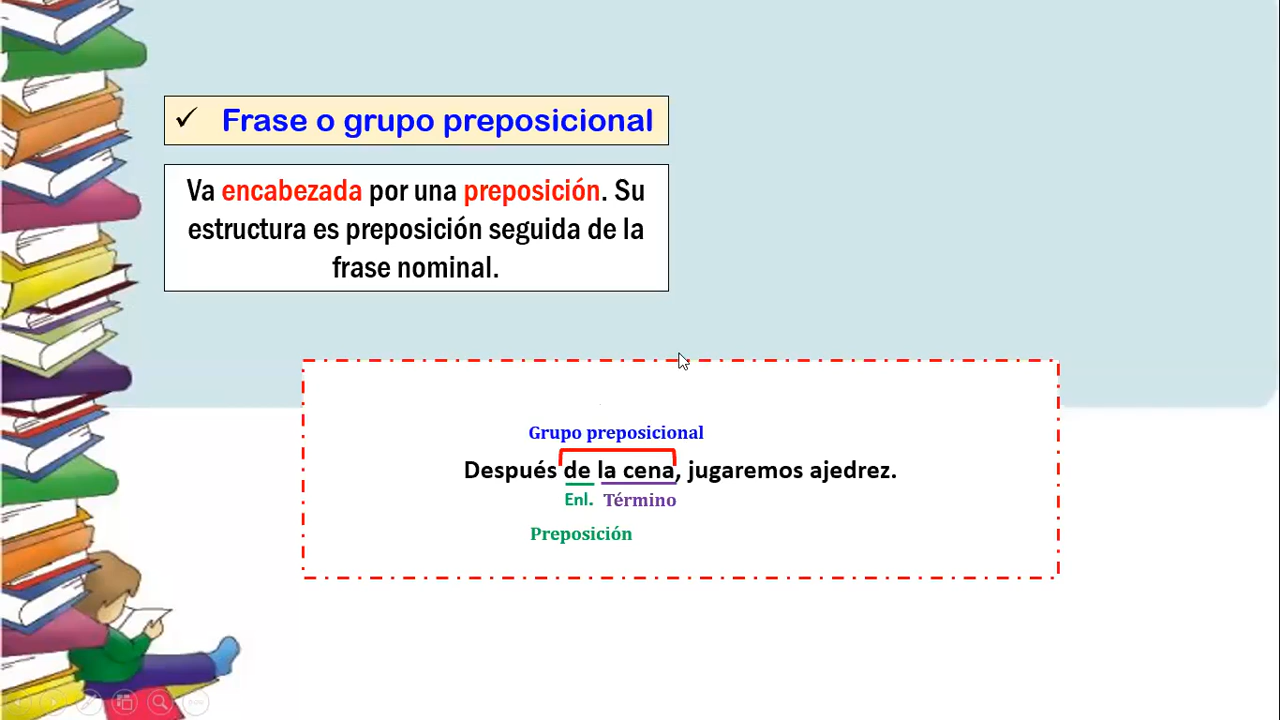 ✓ Frase o grupo preposicional
Va encabezada por una preposición. Su
estructura es preposición seguida de la
frase nominal.
Grupo preposicional
Después de la cena, jugaremos ajedrez.
Enl. Término
Preposición